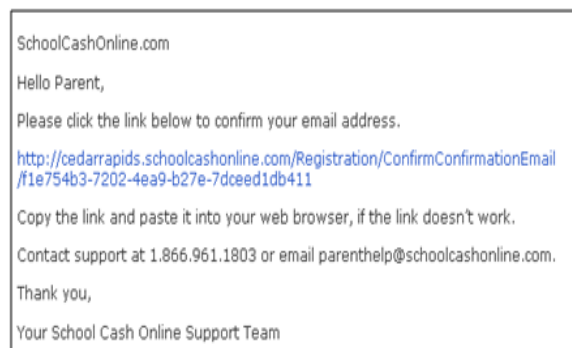 SchoolCashOnline.com
Hello Parent,
Please click the link below to confirm your email address.
http://cedarrapids.schoolcashonline.com/Registration/ConfirmConfirmationEmail
/f1e754b3-7202-4ea9-b27e-7dceed1db411
Copy the link and paste it into your web browser, if the link doesn't work.
Contact support at 1.866.961.1803 or email parenthelp@schoolcashonline.com.
Thank you,
Your School Cash Online Support Team